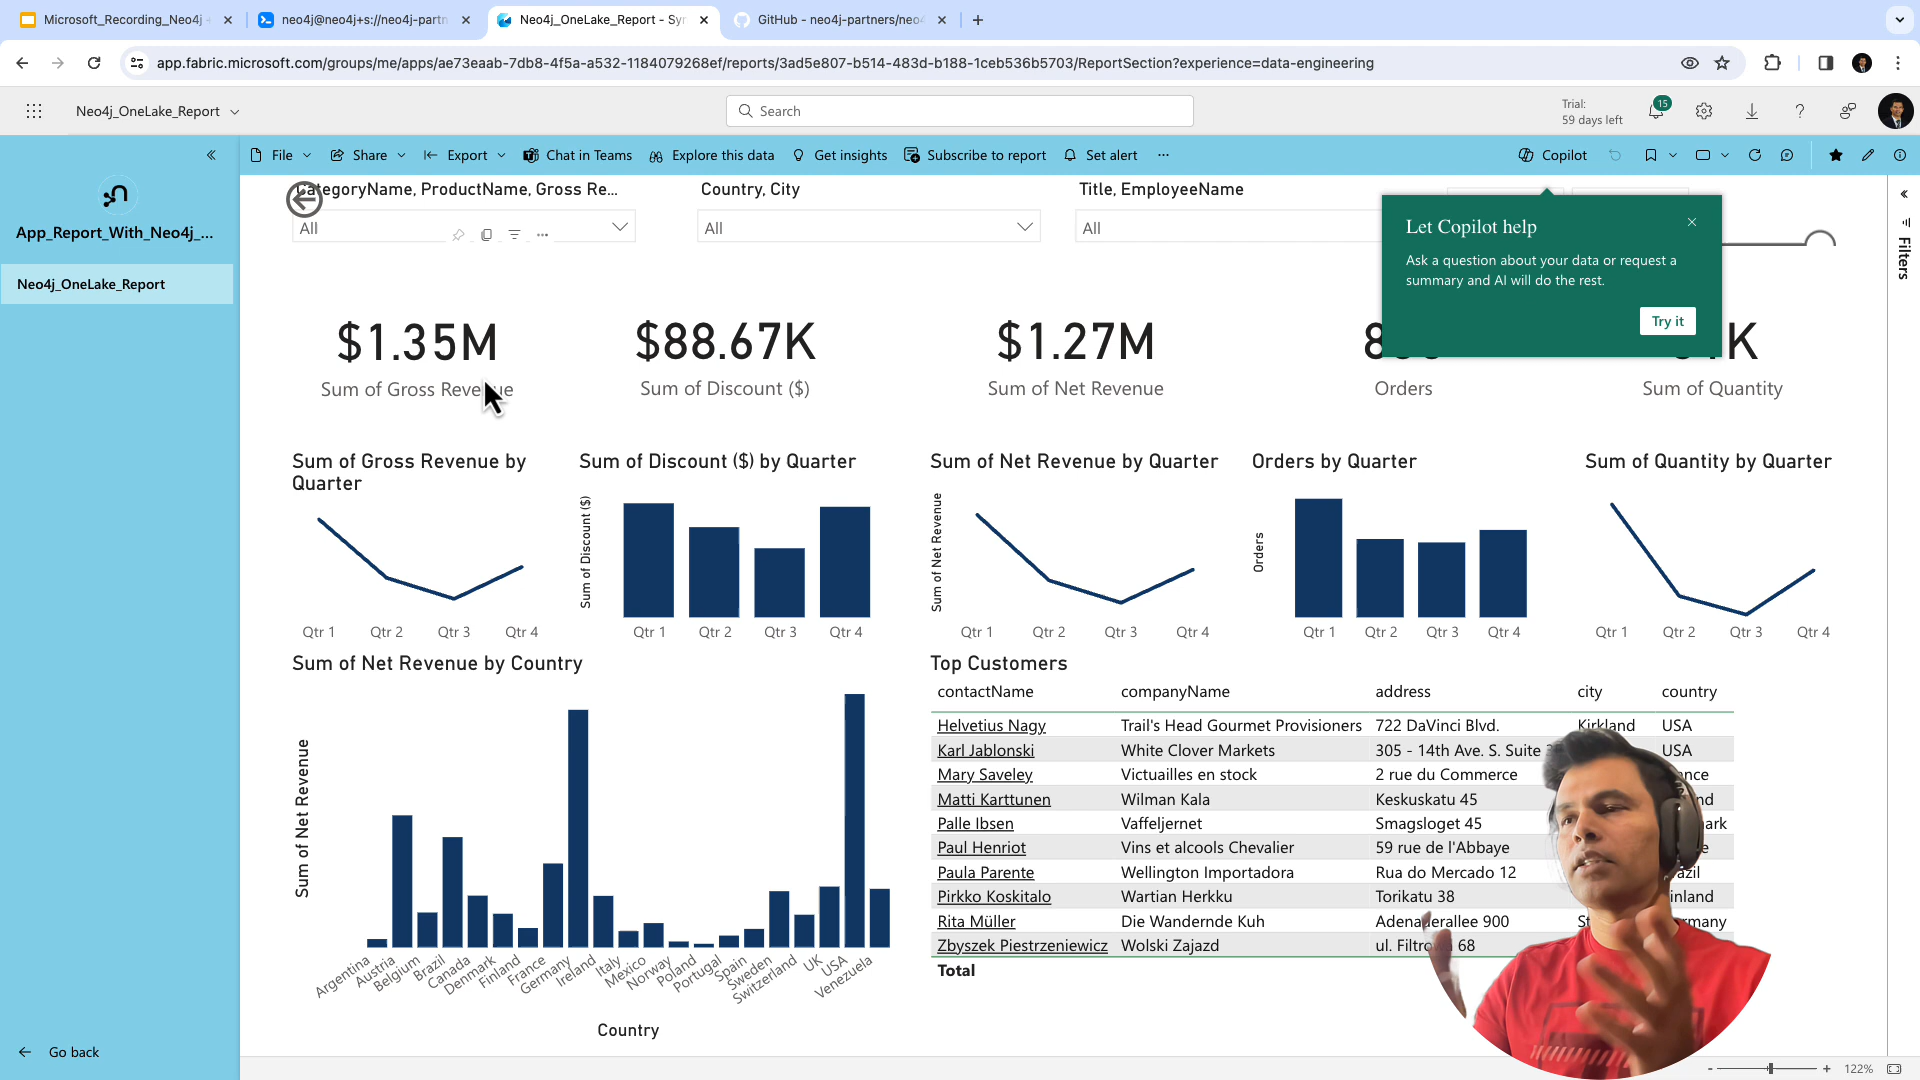 Microsoft_Recording_Neo4j
neo4j@neo4j+s://neo4j-partn
Neo4j_OneLake_Report - Syn
GitHub - neo4j-partners/neo4
app.fabric.microsoft.com/groups/me/apps/ae73eaab-7db8-4f5a-a532-1184079268ef/reports/3ad5e807-b514-483d-b188-1ceb536b5703/ReportSection?experience=data-engineering
Neo4j_OneLake_Report
Search
Trial:
59 days left
15
File
Share
Export
Chat in Teams
Explore this data
Get insights
Subscribe to report
Set alert
Copilot
App_Report_With_Neo4j_...
Neo4j_OneLake_Report
Go back
CategoryName, ProductName, Gross Re...
All
Country, City
All
Title, EmployeeName
All
Let Copilot help
Ask a question about your data or request a
summary and AI will do the rest.
Try it
Filters
$1.35M
Sum of Gross Revenue
$88.67K
Sum of Discount ($)
$1.27M
Sum of Net Revenue
Orders
Sum of Quantity
Sum of Gross Revenue by
Quarter
Qtr 1 Qtr 2 Qtr 3 Qtr 4
Sum of Discount ($) by Quarter
Sum of Discount ($)
Qtr 1 Qtr 2 Qtr 3 Qtr 4
Sum of Net Revenue by Quarter
Sum of Net Revenue
Qtr 1 Qtr 2 Qtr 3 Qtr 4
Orders by Quarter
Orders
Qtr 1 Qtr 2 Qtr 3 Qtr 4
Sum of Quantity by Quarter
Qtr 1 Qtr 2 Qtr 3 Qtr 4
Sum of Net Revenue by Country
Sum of Net Revenue
Argentina
Austria
Belgium
Brazil
Canada
Denmark
Finland
France
Germany
Ireland
Italy
Mexico
Norway
Poland
Portugal
Spain
Sweden
Switzerland
UK
USA
Venezuela
Country
Top Customers
contactName companyName address city country
Helvetius Nagy Trail's Head Gourmet Provisioners 722 DaVinci Blvd. Kirkland USA
Karl Jablonski White Clover Markets 305 - 14th Ave. S. Suite USA
Mary Saveley Victuailles en stock 2 rue du Commerce
Matti Karttunen Wilman Kala Keskuskatu 45
Palle Ibsen Vaffeljernet Smagsloget 45
Paul Henriot Vins et alcools Chevalier 59 rue de l'Abbaye
Paula Parente Wellington Importadora Rua do Mercado 12
Pirkko Koskitalo Wartian Herkku Torikatu 38
Rita Müller Die Wandernde Kuh Adenauerallee 900
Zbyszek Piestrzeniewicz Wolski Zajazd ul. Filtrowa 68
Total
122%